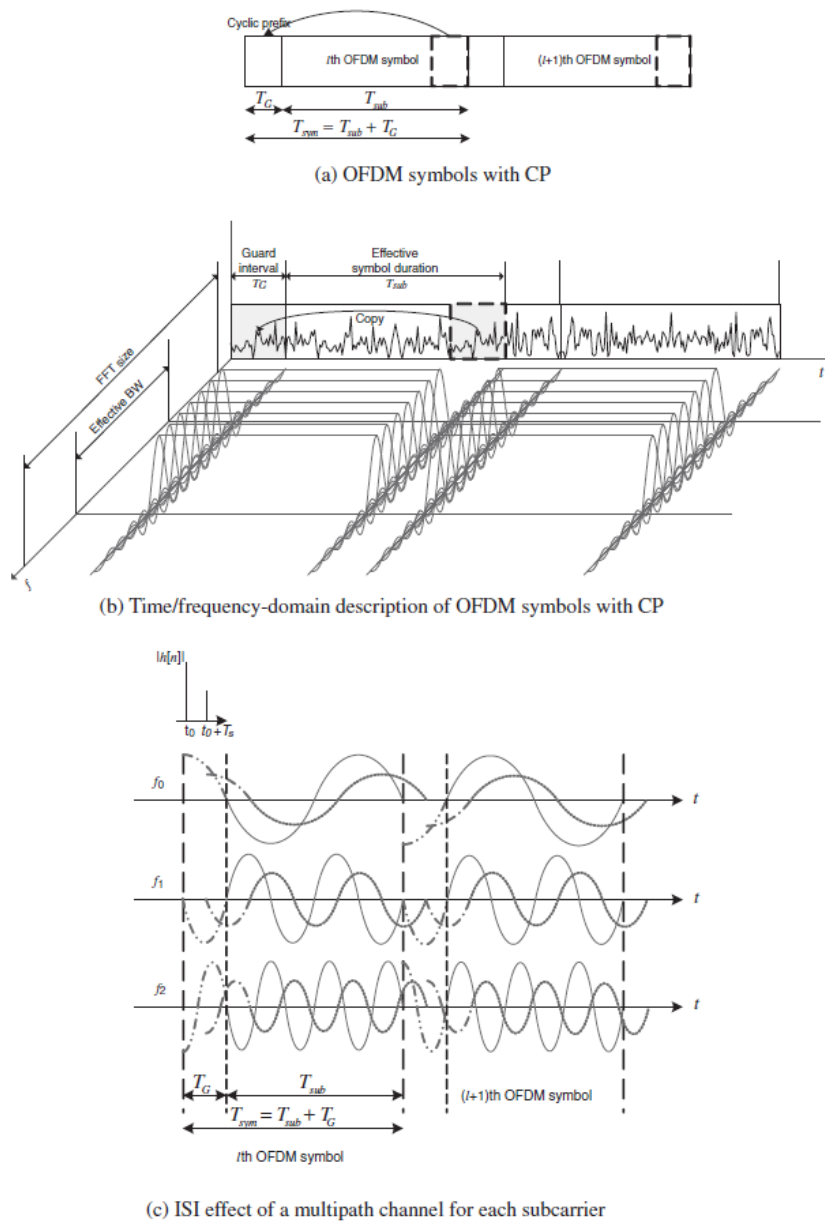 Cyclic prefix
lth OFDM symbol
(l+1)th OFDM symbol
T_G
T_sub
T_sym = T_sub + T_G
(a) OFDM symbols with CP
Guard
interval
T_G
Effective
symbol duration
T_sub
Copy
FFT size
Effective BW
t
f
(b) Time/frequency-domain description of OFDM symbols with CP
|h[n]|
t_0
t_0+T_s
f_0
t
f_1
t
f_2
t
T_G
T_sub
(l+1)th OFDM symbol
T_sym = T_sub + T_G
lth OFDM symbol
(c) ISI effect of a multipath channel for each subcarrier